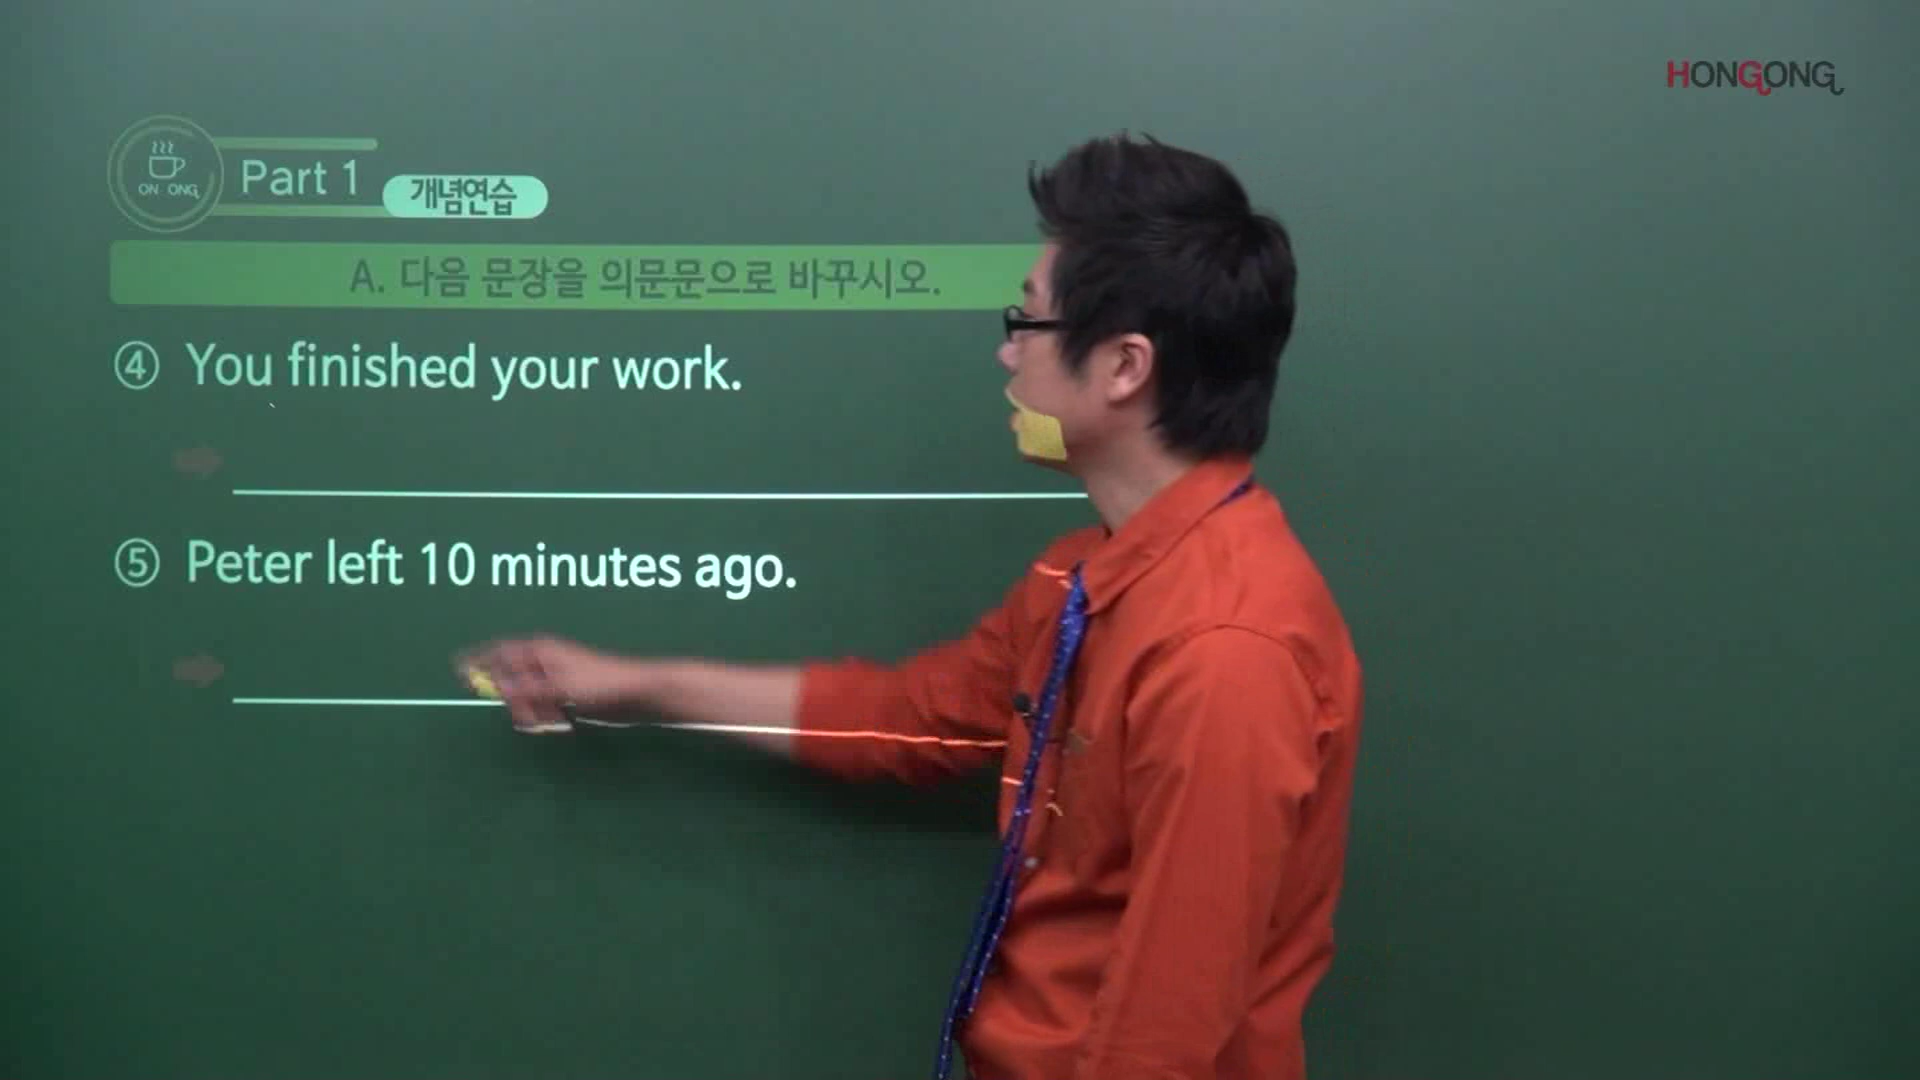 HONGONG
ON ONG
Part 1
개념연습
A. 다음 문장을 의문문으로 바꾸시오.
④ You finished your work.
⑤ Peter left 10 minutes ago.